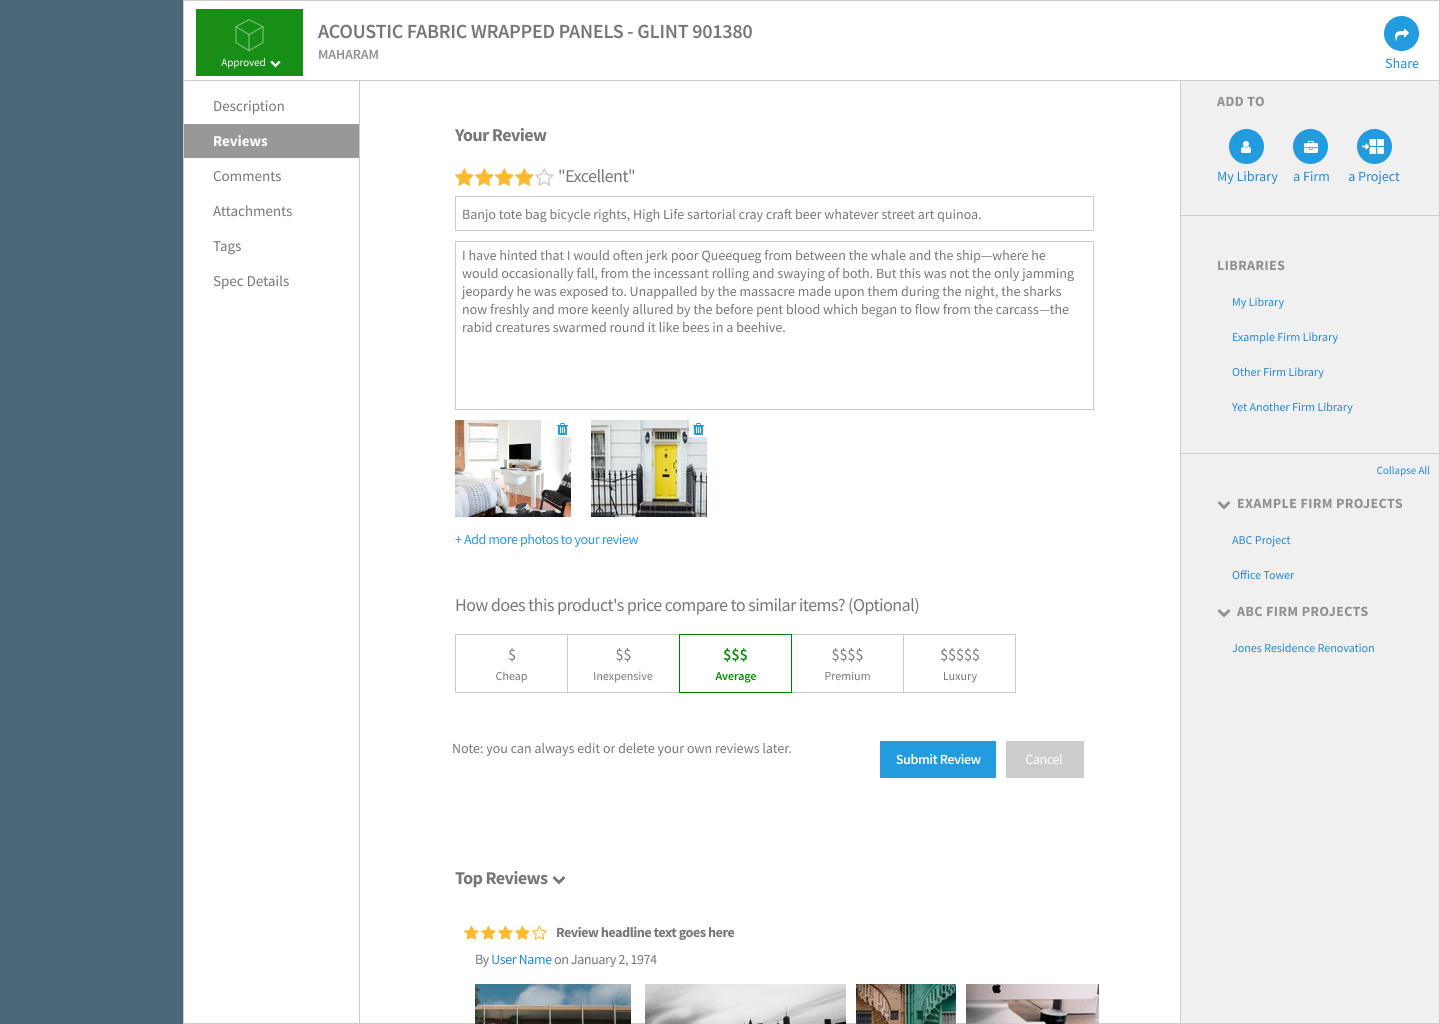 ACOUSTIC FABRIC WRAPPED PANELS - GLINT 901380
MAHARAM
Approved
Share
Description
Reviews
Comments
Attachments
Tags
Spec Details
Your Review
"Excellent"
Banjo tote bag bicycle rights, High Life sartorial cray craft beer whatever street art quinoa.
I have hinted that I would often jerk poor Queequeg from between the whale and the ship—where he
would occasionally fall, from the incessant rolling and swaying of both. But this was not the only jamming
jeopardy he was exposed to. Unappalled by the massacre made upon them during the night, the sharks
now freshly and more keenly allured by the before pent blood which began to flow from the carcass—the
rabid creatures swarmed round it like bees in a beehive.
+ Add more photos to your review
How does this product's price compare to similar items? (Optional)
$ $$ $$$ $$$$ $$$$$
Cheap Inexpensive Average Premium Luxury
Note: you can always edit or delete your own reviews later.
Submit Review Cancel
Top Reviews
Review headline text goes here
By User Name on January 2, 1974
ADD TO
My Library a Firm a Project
LIBRARIES
My Library
Example Firm Library
Other Firm Library
Yet Another Firm Library
Collapse All
EXAMPLE FIRM PROJECTS
ABC Project
Office Tower
ABC FIRM PROJECTS
Jones Residence Renovation